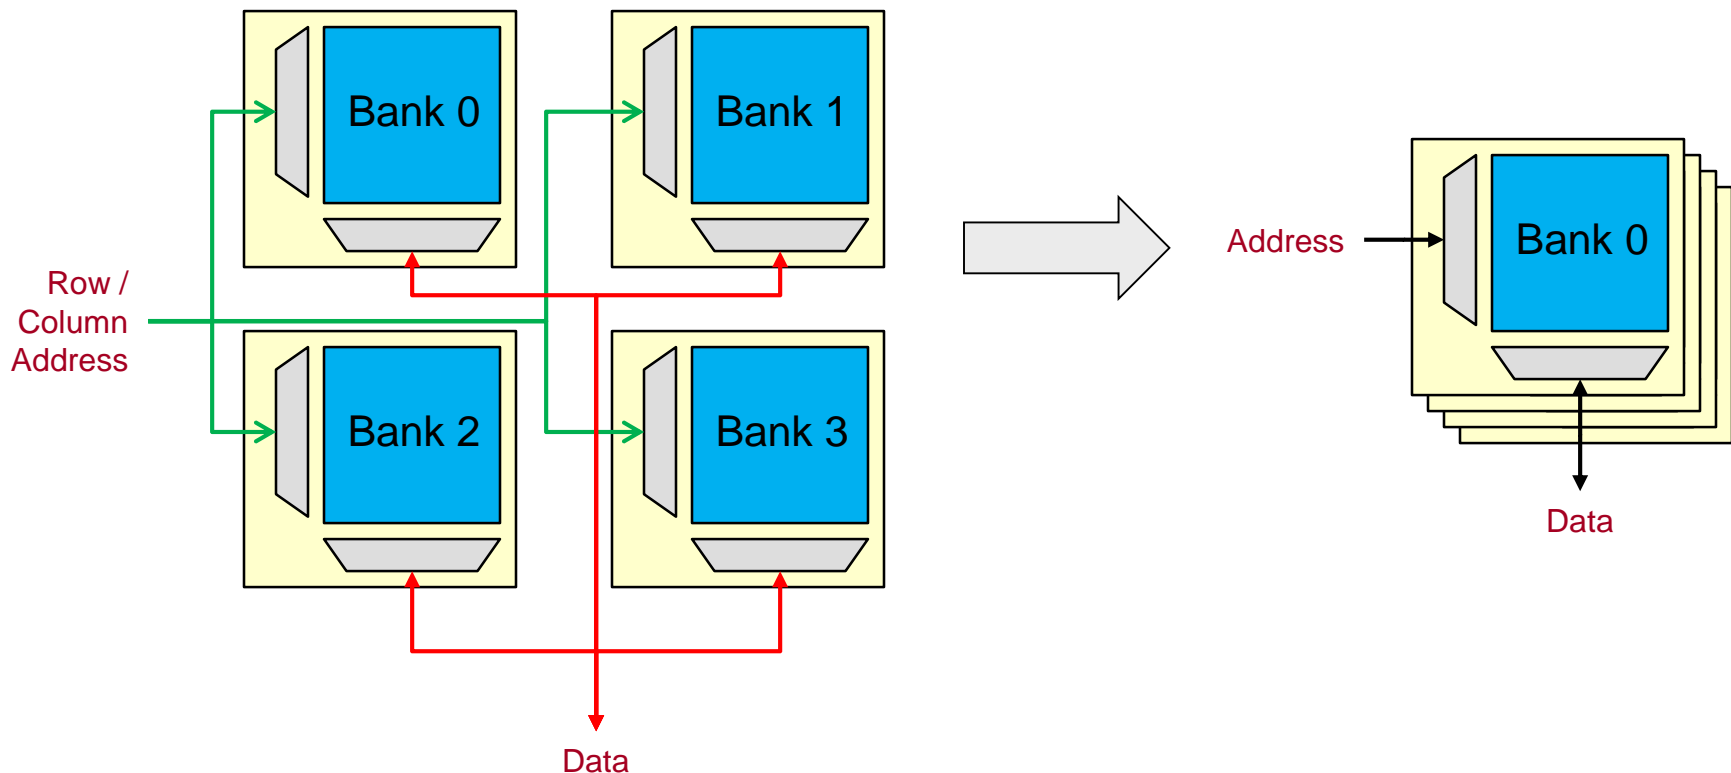 Bank 0
Bank 1
Row /
Column
Address
Bank 2
Bank 3
Data
Address
Bank 0
Data